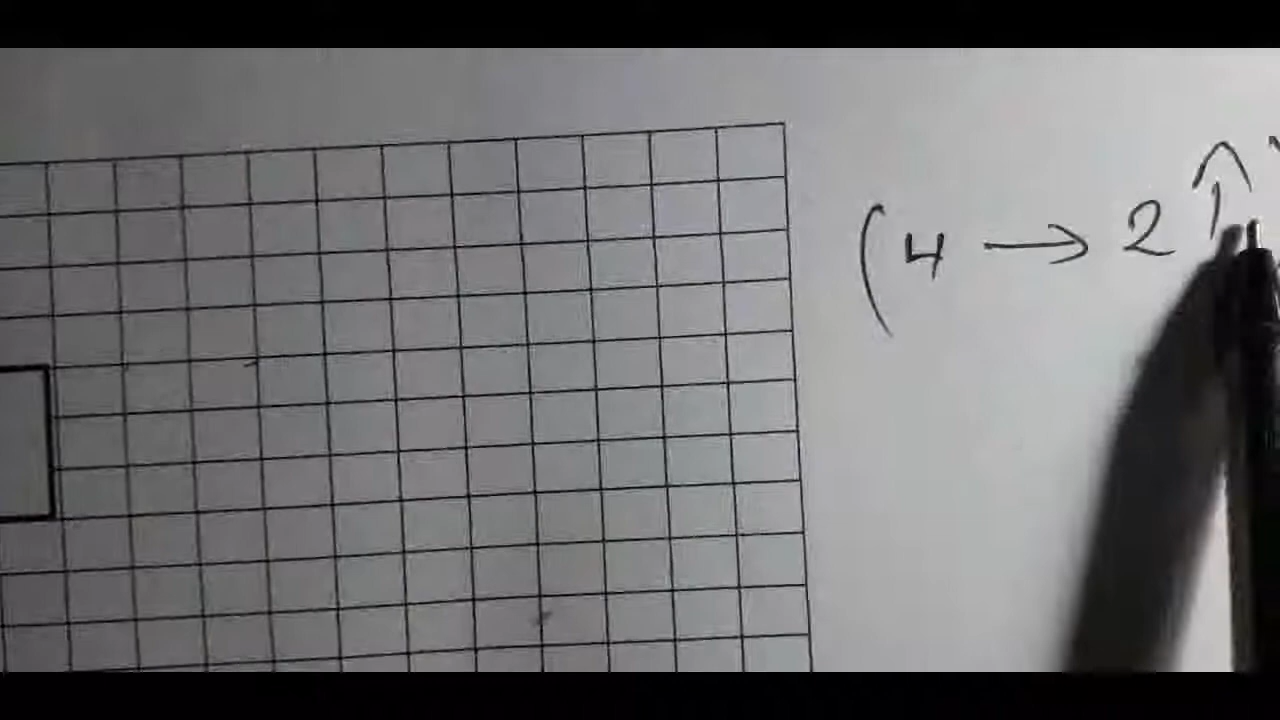 (4 → 2 ↑